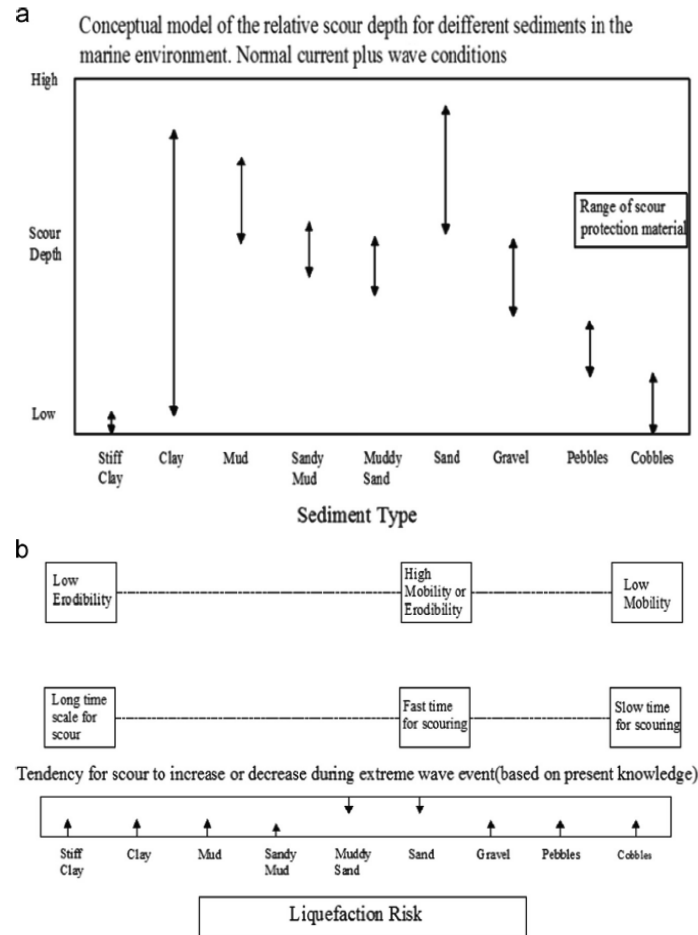 a
Conceptual model of the relative scour depth for deifferent sediments in the
marine environment. Normal current plus wave conditions
High
Range of scour
protection material
Scour
Depth
Low
Stiff
Clay
Clay
Mud
Sandy
Mud
Muddy
Sand
Sand
Gravel
Pebbles
Cobbles
Sediment Type
b
Low
Erodibility
High
Mobility or
Erodibility
Low
Mobility
Long time
scale for
scour
Fast time
for scouring
Slow time
for scouring
Tendency for scour to increase or decrease during extreme wave event(based on present knowledge)
Stiff
Clay
Clay
Mud
Sandy
Mud
Muddy
Sand
Sand
Gravel
Pebbles
Cobbles
Liquefaction Risk